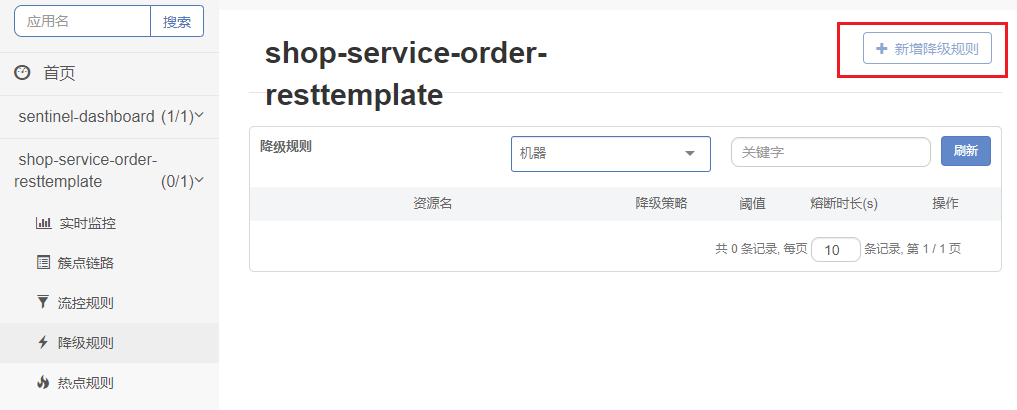 应用名 搜索
首页
sentinel-dashboard (1/1)
shop-service-order-
resttemplate (0/1)
实时监控
簇点链路
流控规则
降级规则
热点规则
shop-service-order-
resttemplate
新增降级规则
降级规则 机器 关键字 刷新
资源名 降级策略 阈值 熔断时长(s) 操作
共 0 条记录, 每页 10 条记录, 第 1 / 1 页